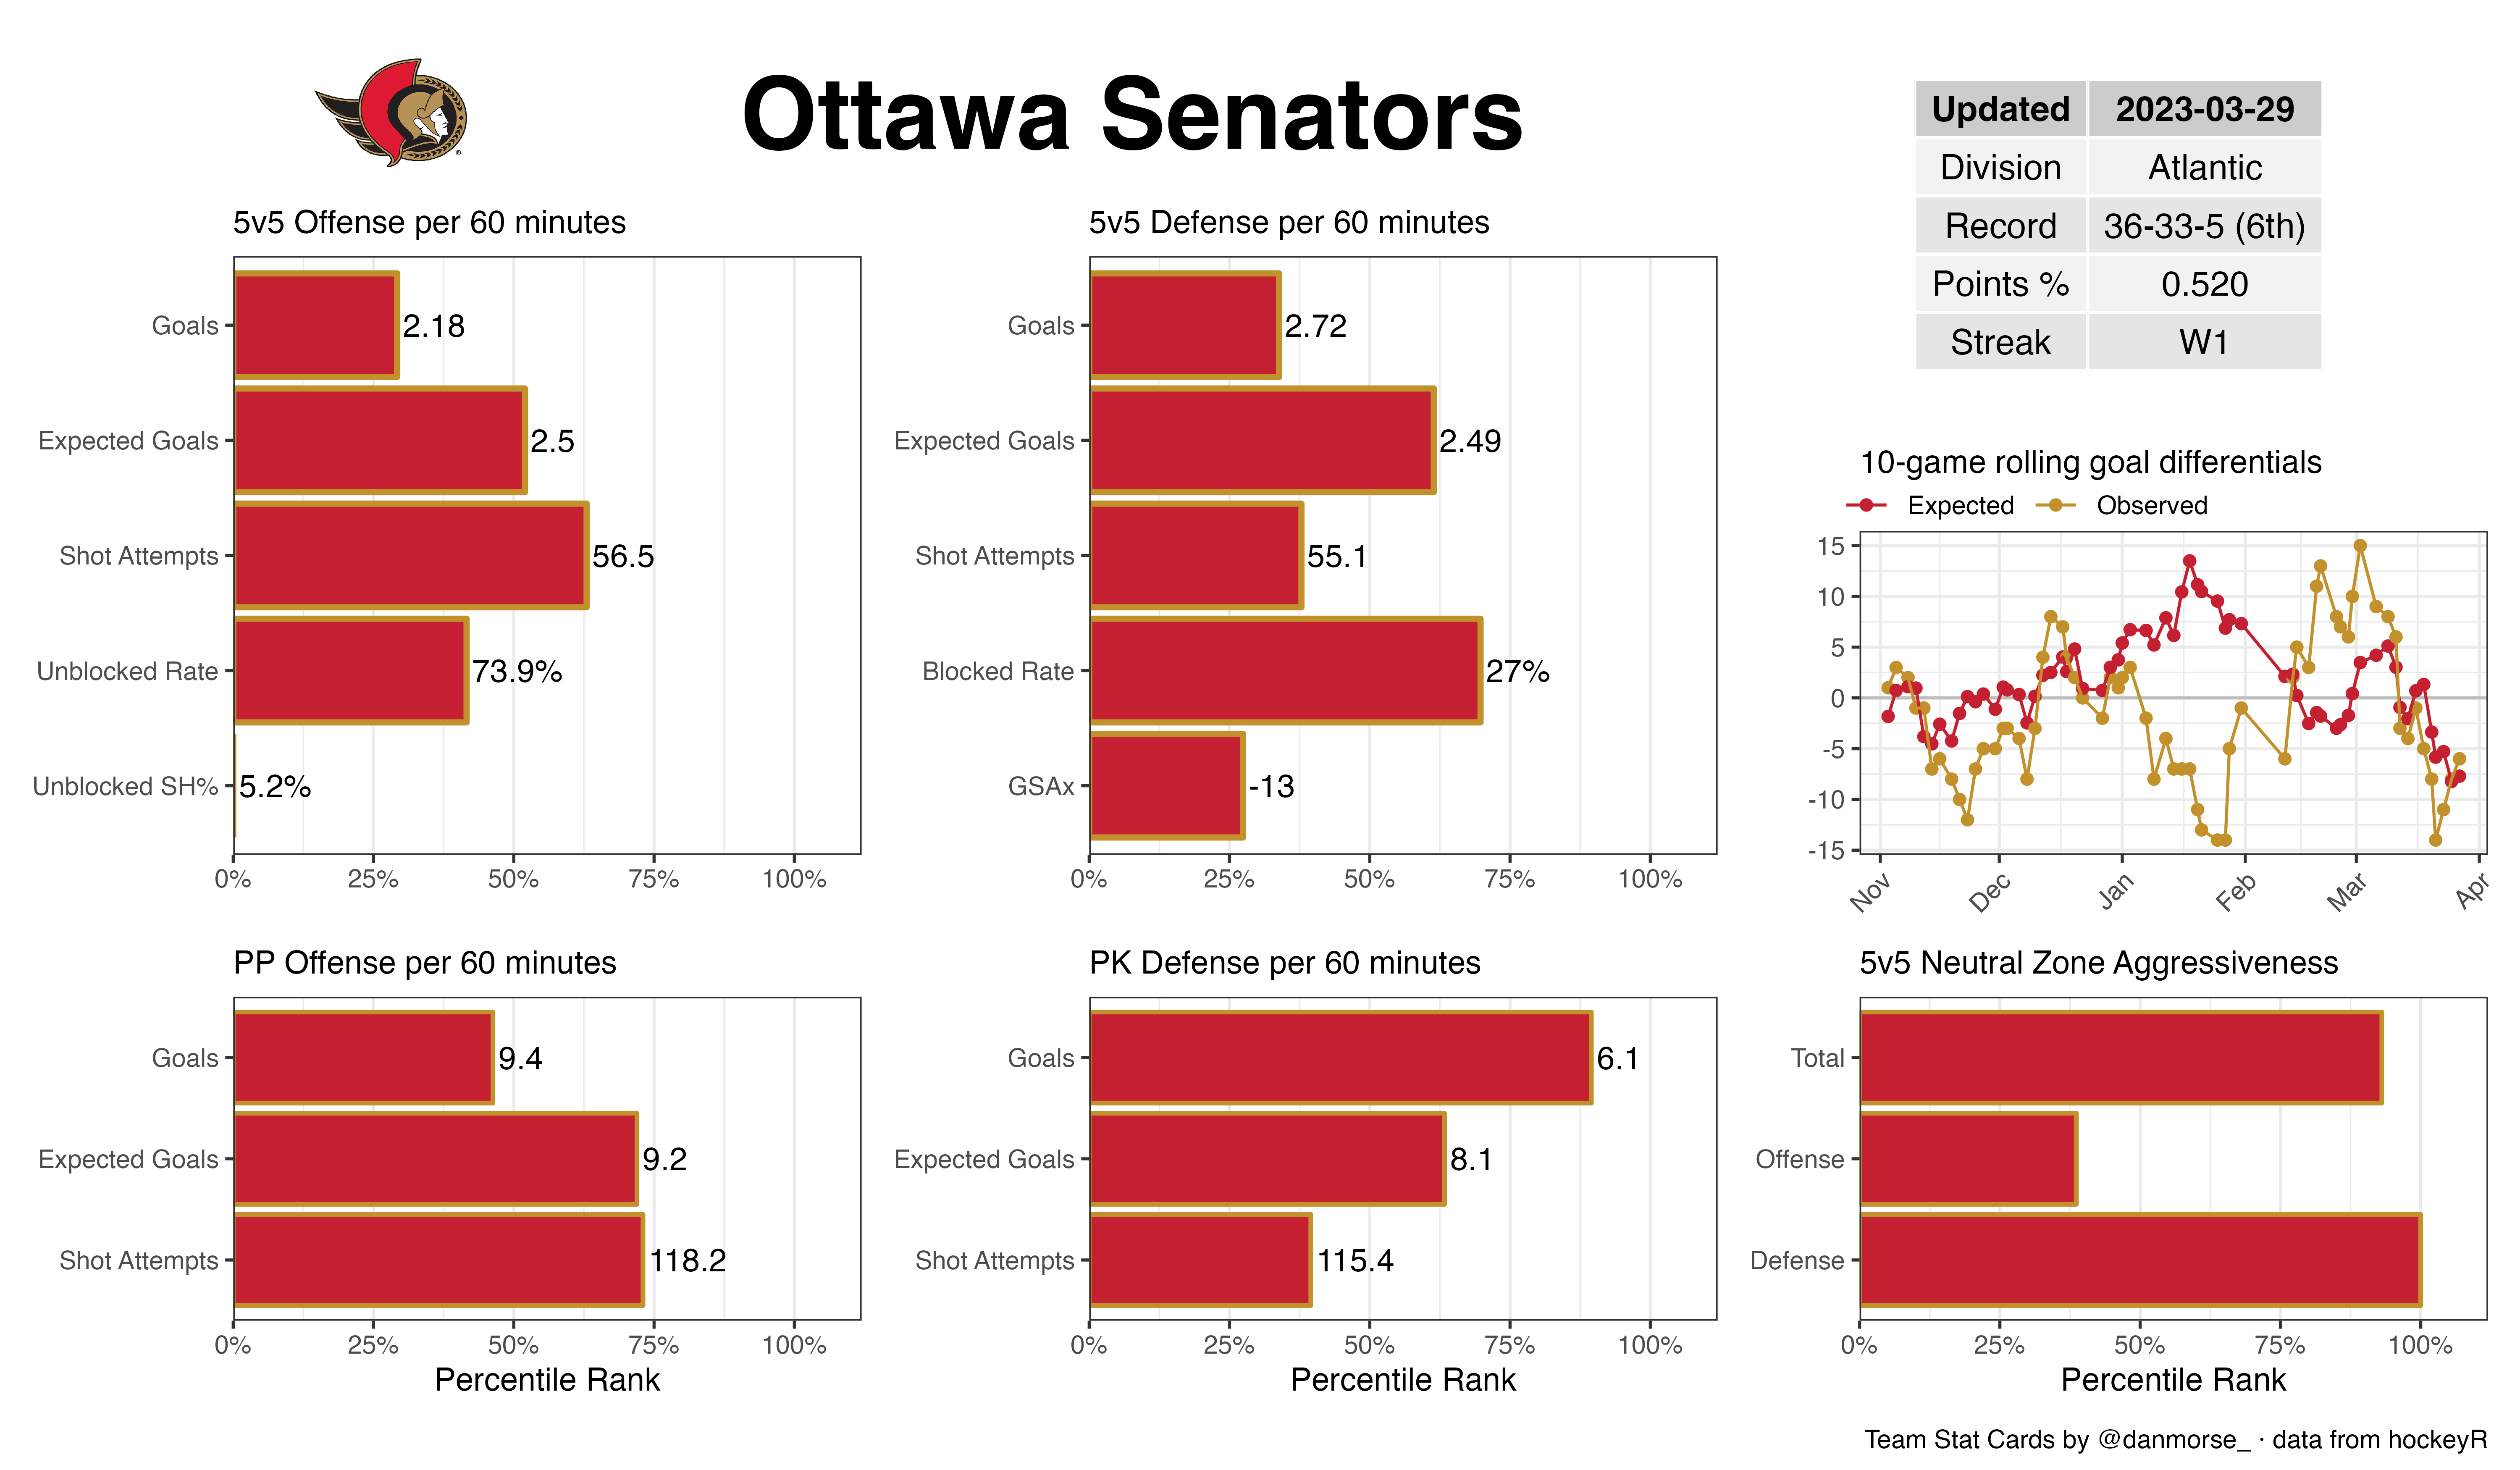 Ottawa Senators
Updated 2023-03-29
Division Atlantic
Record 36-33-5 (6th)
Points % 0.520
Streak W1
5v5 Offense per 60 minutes
Goals 2.18
Expected Goals 2.5
Shot Attempts 56.5
Unblocked Rate 73.9%
Unblocked SH% 5.2%
0% 25% 50% 75% 100%
5v5 Defense per 60 minutes
Goals 2.72
Expected Goals 2.49
Shot Attempts 55.1
Blocked Rate 27%
GSAx -13
0% 25% 50% 75% 100%
10-game rolling goal differentials
Expected Observed
15
10
5
0
-5
-10
-15
Nov Dec Jan Feb Mar Apr
PP Offense per 60 minutes
Goals 9.4
Expected Goals 9.2
Shot Attempts 118.2
0% 25% 50% 75% 100%
Percentile Rank
PK Defense per 60 minutes
Goals 6.1
Expected Goals 8.1
Shot Attempts 115.4
0% 25% 50% 75% 100%
Percentile Rank
5v5 Neutral Zone Aggressiveness
Total
Offense
Defense
0% 25% 50% 75% 100%
Percentile Rank
Team Stat Cards by @danmorse_ · data from hockeyR